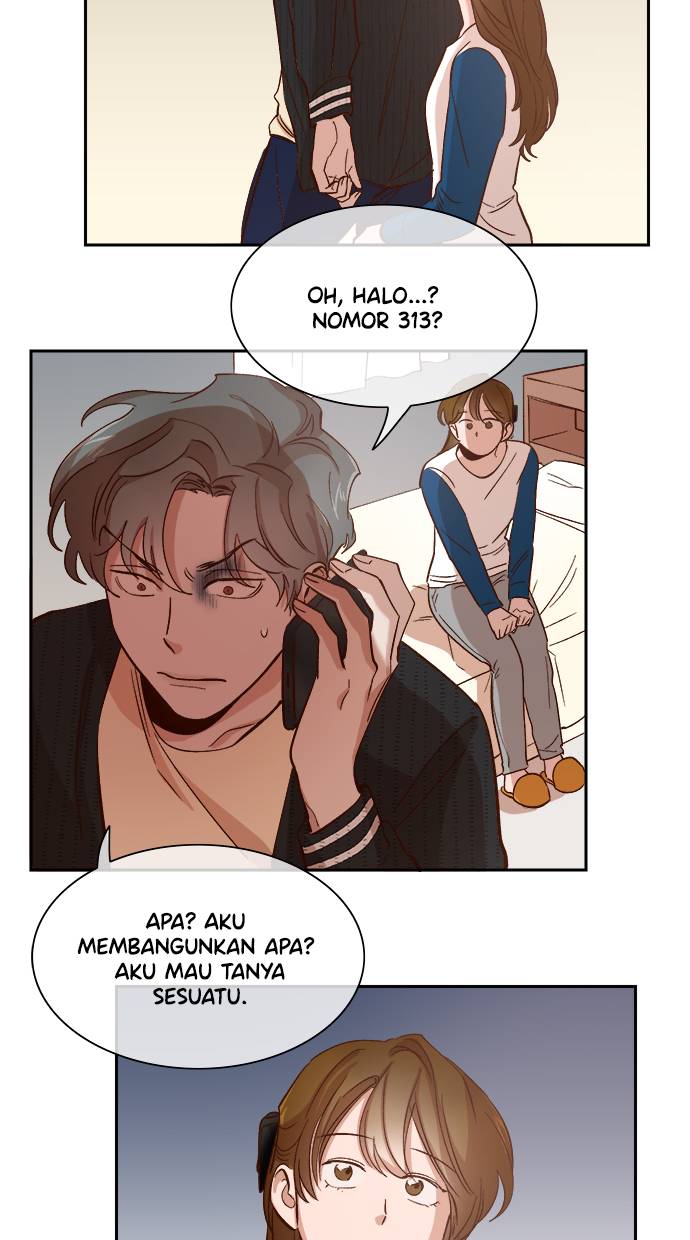 OH, HALO...?
NOMOR 313?
APA? AKU
MEMBANGUNKAN APA?
AKU MAU TANYA
SESUATU.